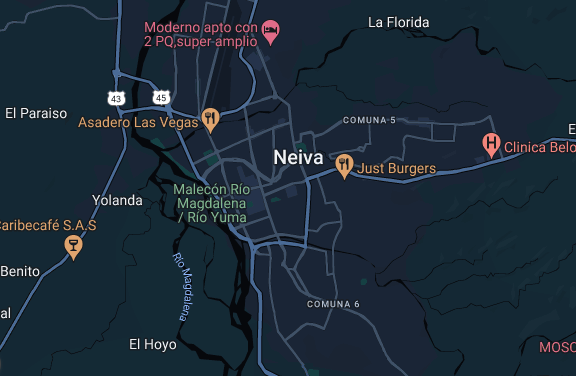 La Florida
Moderno apto con
2 PQ,super-amplio
43
45
El Paraiso
Asadero Las Vegas
COMUNA 5
E
Clinica Belo
Neiva
Just Burgers
Malecón Río
Magdalena
/ Río Yuma
Yolanda
Caribecafé S.A.S
Benito
Río Magdalena
al
COMUNA 6
El Hoyo
MOSC